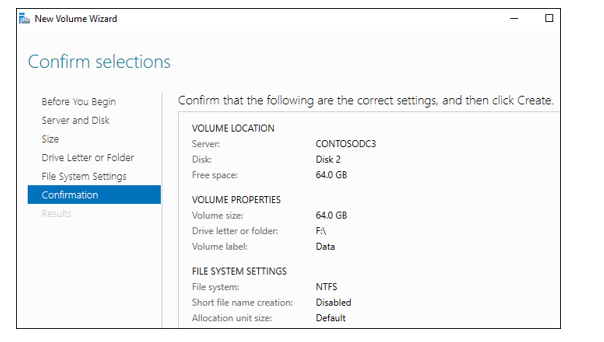 New Volume Wizard
Confirm selections
Before You Begin
Server and Disk
Size
Drive Letter or Folder
File System Settings
Confirmation
Results
Confirm that the following are the correct settings, and then click Create.
VOLUME LOCATION
Server: CONTOSODC3
Disk: Disk 2
Free space: 64.0 GB
VOLUME PROPERTIES
Volume size: 64.0 GB
Drive letter or folder: F:\
Volume label: Data
FILE SYSTEM SETTINGS
File system: NTFS
Short file name creation: Disabled
Allocation unit size: Default